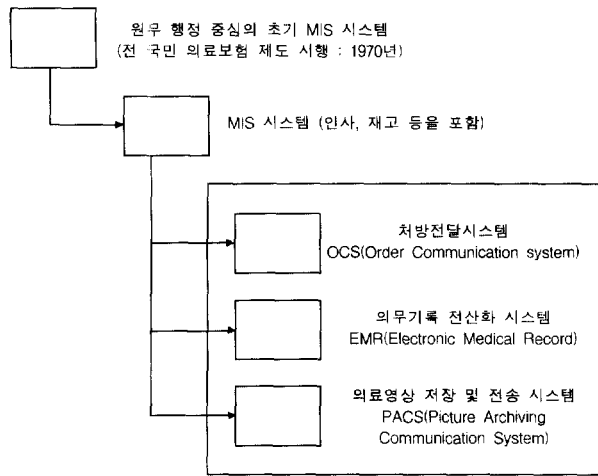 원무 행정 중심의 초기 MIS 시스템
(전 국민 의료보험 제도 시행 : 1970년)
MIS 시스템 (인사, 재고 등을 포함)
처방전달시스템
OCS(Order Communication system)
의무기록 전산화 시스템
EMR(Electronic Medical Record)
의료영상 저장 및 전송 시스템
PACS(Picture Archiving
Communication System)